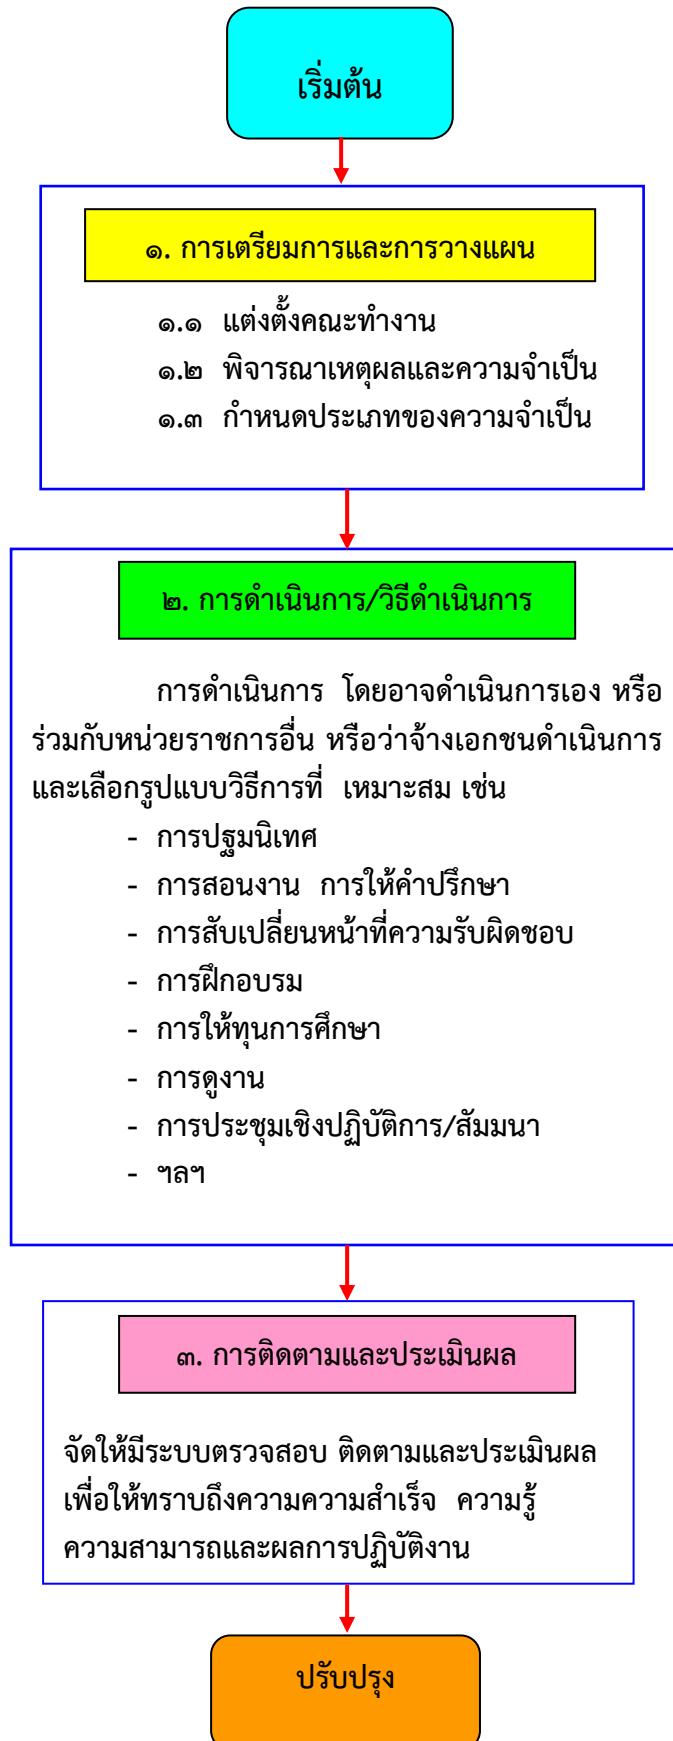 เริ่มต้น
๑. การเตรียมการและการวางแผน
๑.๑ แต่งตั้งคณะทำงาน
๑.๒ พิจารณาเหตุผลและความจำเป็น
๑.๓ กำหนดประเภทของความจำเป็น
๒. การดำเนินการ/วิธีดำเนินการ
การดำเนินการ โดยอาจดำเนินการเอง หรือ
ร่วมกับหน่วยราชการอื่น หรือว่าจ้างเอกชนดำเนินการ
และเลือกรูปแบบวิธีการที่ เหมาะสม เช่น
- การปฐมนิเทศ
- การสอนงาน การให้คำปรึกษา
- การสับเปลี่ยนหน้าที่ความรับผิดชอบ
- การฝึกอบรม
- การให้ทุนการศึกษา
- การดูงาน
- การประชุมเชิงปฏิบัติการ/สัมมนา
- ฯลฯ
๓. การติดตามและประเมินผล
จัดให้มีระบบตรวจสอบ ติดตามและประเมินผล
เพื่อให้ทราบถึงความความสำเร็จ ความรู้
ความสามารถและผลการปฏิบัติงาน
ปรับปรุง